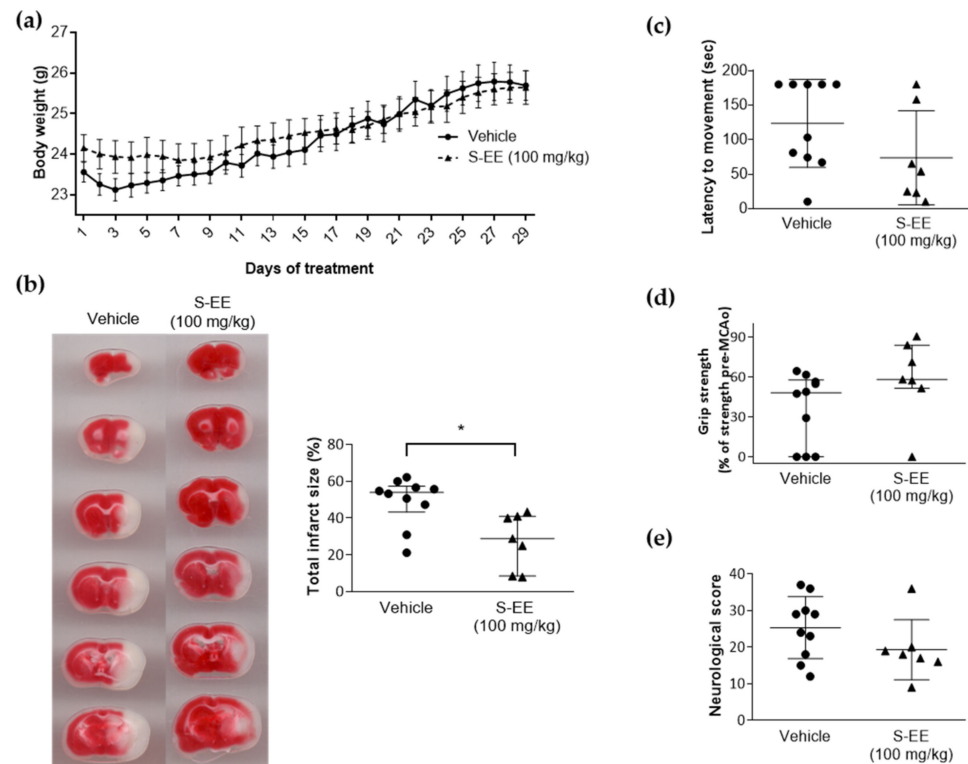 (a)
Body weight (g)
27
26
25
24
23
22
1
3
5
7
9
11
13
15
17
19
21
23
25
27
29
Days of treatment
Vehicle
S-EE (100 mg/kg)
(b)
Vehicle
S-EE
(100 mg/kg)
Total infarct size (%)
80
60
40
20
0
*
Vehicle
S-EE
(100 mg/kg)
(c)
Latency to movement (sec)
200
150
100
50
0
Vehicle
S-EE
(100 mg/kg)
(d)
Grip strength
(% of strength pre-MCAo)
90
60
30
0
Vehicle
S-EE
(100 mg/kg)
(e)
Neurological score
40
30
20
10
0
Vehicle
S-EE
(100 mg/kg)